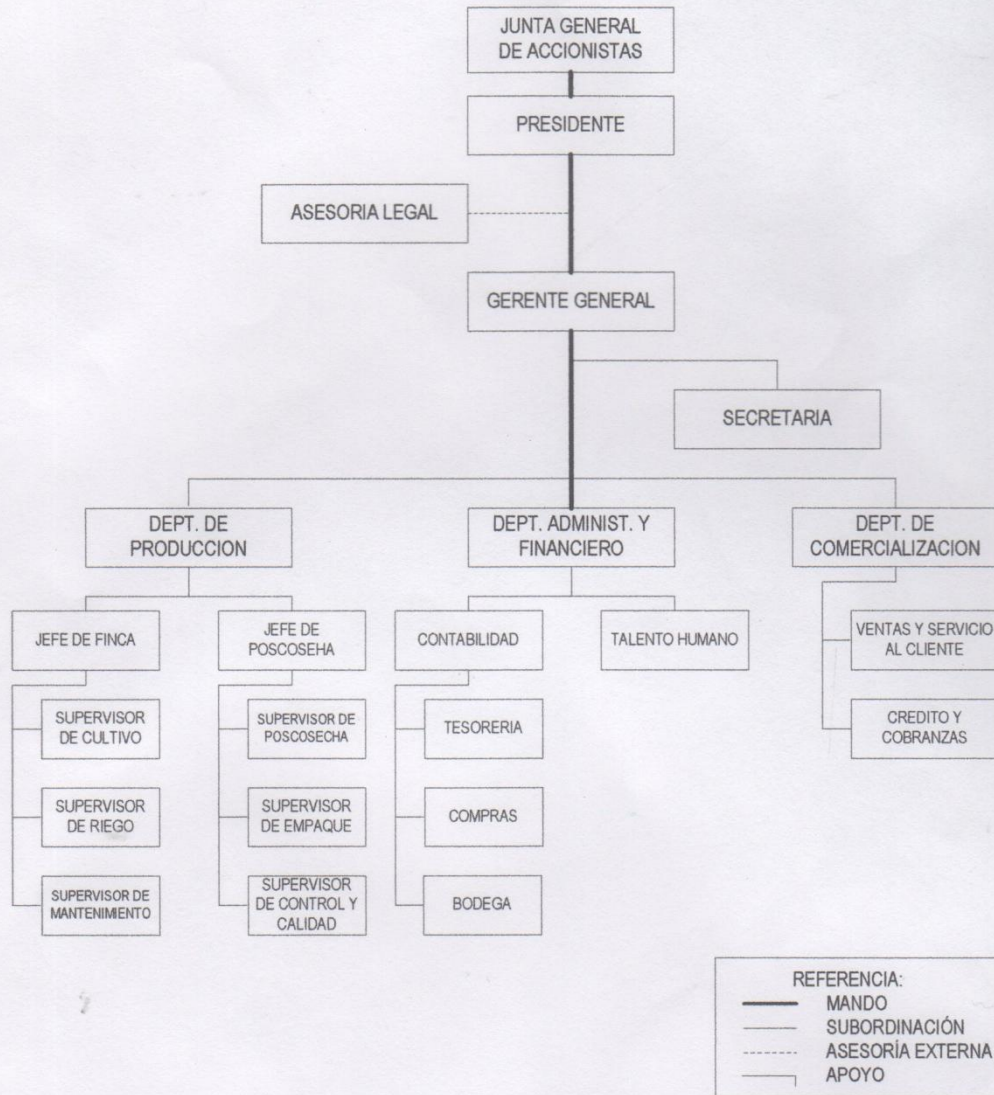 JUNTA GENERAL
DE ACCIONISTAS
PRESIDENTE
ASESORIA LEGAL
GERENTE GENERAL
SECRETARIA
DEPT. DE
PRODUCCION
DEPT. ADMINIST. Y
FINANCIERO
DEPT. DE
COMERCIALIZACION
JEFE DE FINCA
JEFE DE
POSCOSEHA
CONTABILIDAD
TALENTO HUMANO
VENTAS Y SERVICIO
AL CLIENTE
SUPERVISOR
DE CULTIVO
SUPERVISOR DE
POSCOSECHA
TESORERIA
CREDITO Y
COBRANZAS
SUPERVISOR
DE RIEGO
SUPERVISOR
DE EMPAQUE
COMPRAS
SUPERVISOR DE
MANTENIMIENTO
SUPERVISOR
DE CONTROL Y
CALIDAD
BODEGA
REFERENCIA:
MANDO
SUBORDINACIÓN
ASESORÍA EXTERNA
APOYO